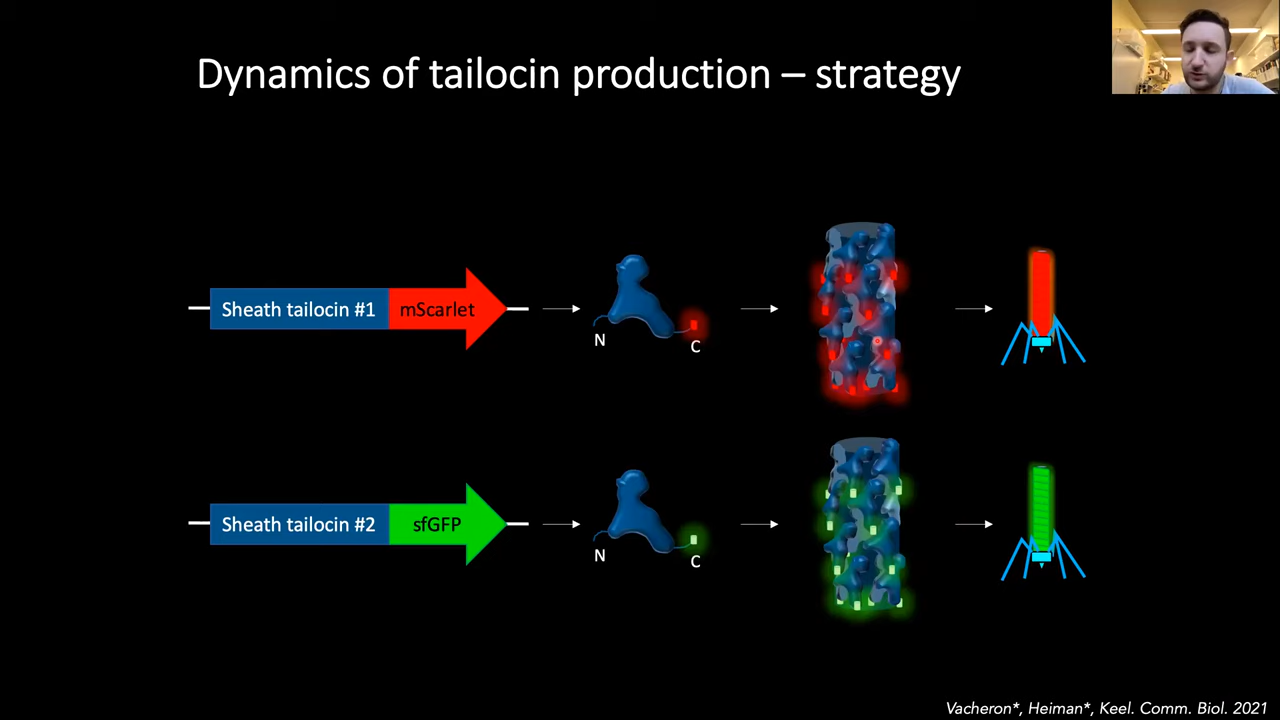 Dynamics of tailocin production – strategy
Sheath tailocin #1 mScarlet
N
C
Sheath tailocin #2 sfGFP
N
C
Vacheron*, Heiman*, Keel. Comm. Biol. 2021